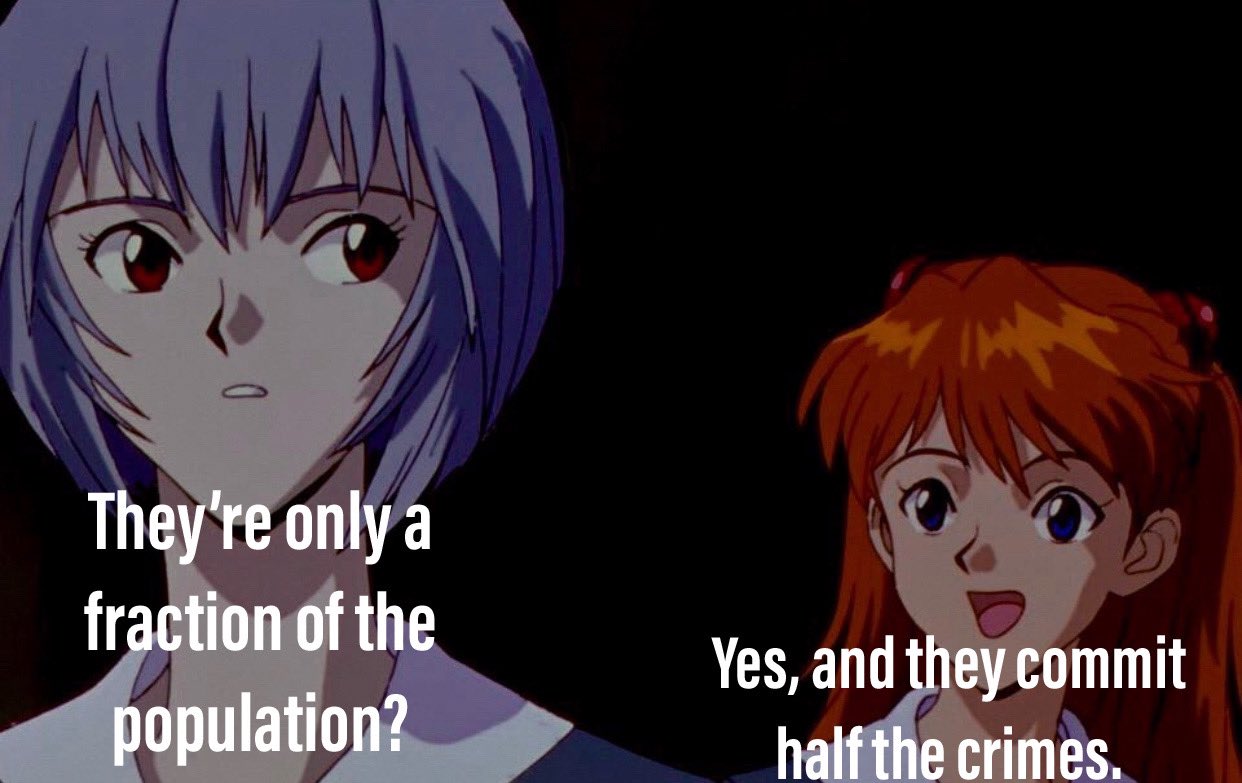 They're only a
fraction of the
population?
Yes, and they commit
half the crimes.